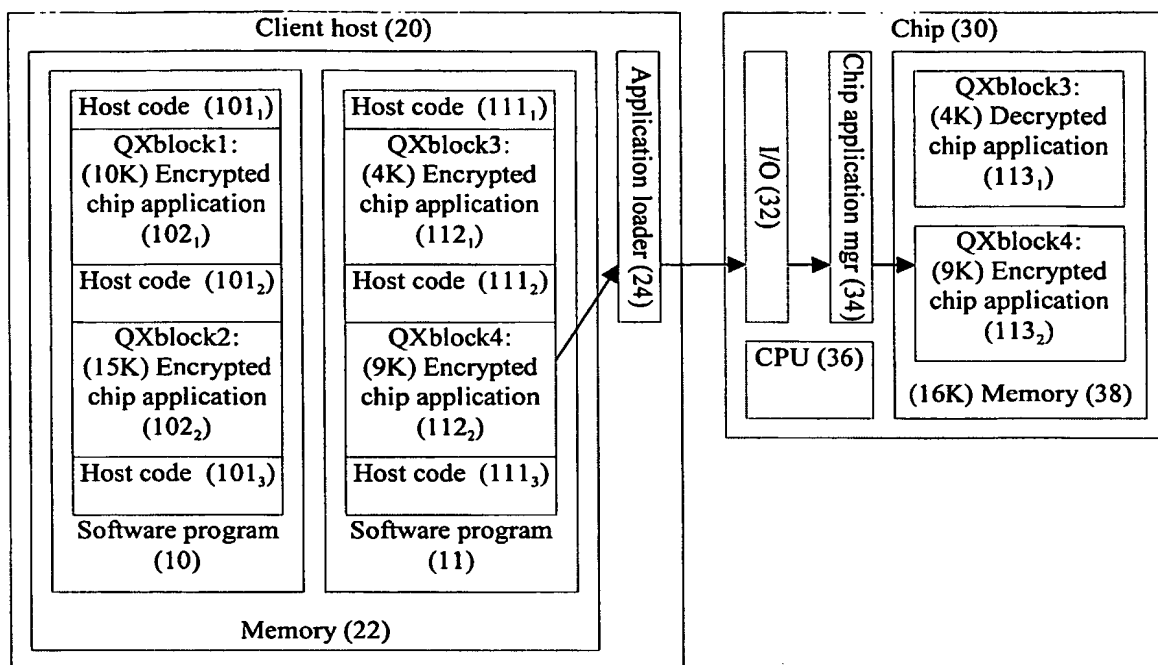 Client host (20)
Host code (101₁)
QXblock1:
(10K) Encrypted
chip application
(102₁)
Host code (101₂)
QXblock2:
(15K) Encrypted
chip application
(102₂)
Host code (101₃)
Software program
(10)
Host code (111₁)
QXblock3:
(4K) Encrypted
chip application
(112₁)
Host code (111₂)
QXblock4:
(9K) Encrypted
chip application
(112₂)
Host code (111₃)
Software program
(11)
Memory (22)
Application loader (24)
Chip (30)
I/O (32)
Chip application mgr (34)
CPU (36)
QXblock3:
(4K) Decrypted
chip application
(113₁)
QXblock4:
(9K) Encrypted
chip application
(113₂)
(16K) Memory (38)